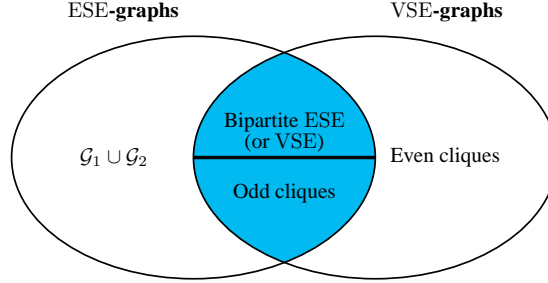 ESE-graphs
VSE-graphs
Bipartite ESE
(or VSE)
𝒢₁ ∪ 𝒢₂
Even cliques
Odd cliques